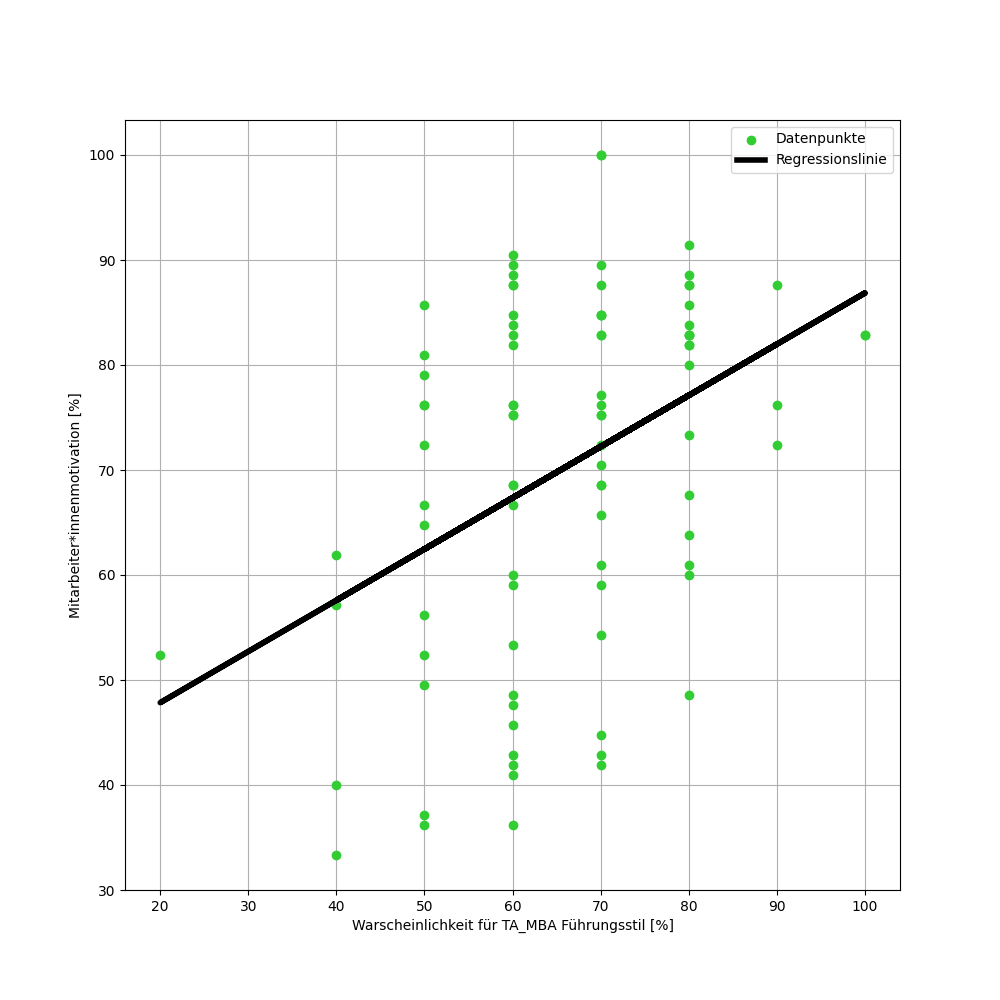 Datenpunkte
Regressionslinie
100
90
80
70
60
50
40
30
20 30 40 50 60 70 80 90 100
Mitarbeiter*innenmotivation [%]
Warscheinlichkeit für TA_MBA Führungsstil [%]